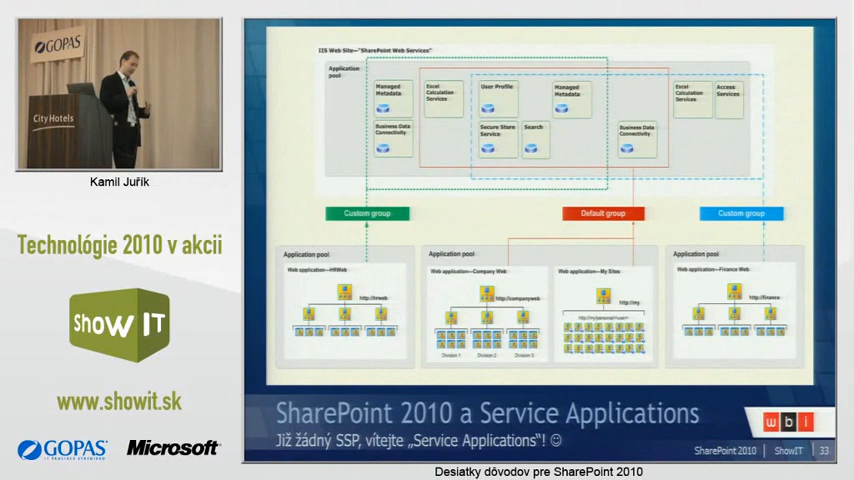 GOPAS
City Hotels
Kamil Juřík
Technológie 2010 v akcii
Show IT
www.showit.sk
GOPAS
Microsoft
IIS Web Site—"SharePoint Web Services"
Application pool
Managed Metadata
Excel Calculation Services
User Profile
Managed Metadata
Excel Calculation Services
Access Services
Business Data Connectivity
Secure Store Service
Search
Business Data Connectivity
Custom group
Default group
Custom group
Application pool
Web application—HRWeb
http://hrweb
Application pool
Web application—Company Web
http://companyweb
Division 1
Division 2
Division 3
Web application—My Sites
http://my
http://my/personal/<user>
Application pool
Web application—Finance Web
http://finance
SharePoint 2010 a Service Applications
Již žádný SSP, vítejte „Service Applications"! ☺
wbi
SharePoint 2010 | ShowIT | 33
Desiatky dôvodov pre SharePoint 2010